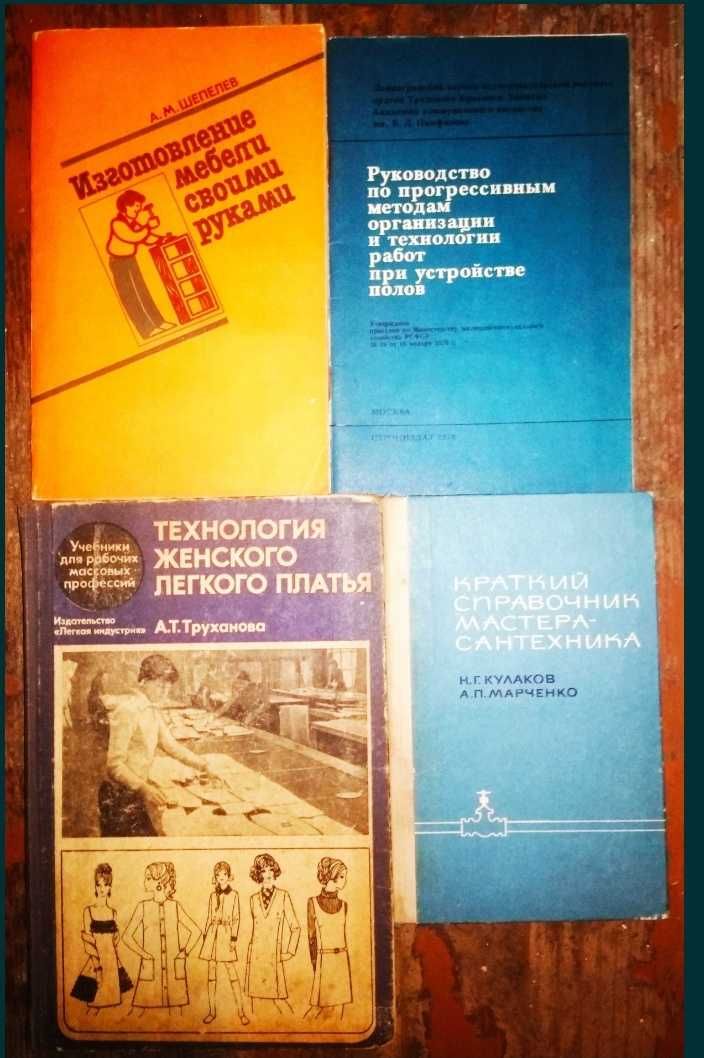 А.М. ШЕПЕЛЕВ
Изготовление
мебели
своими
руками
Руководство
по прогрессивным
методам
организации
и технологии
работ
при устройстве
полов
МОСКВА
СТРОЙИЗДАТ
Учебники
для рабочих
массовых
профессий
ТЕХНОЛОГИЯ
ЖЕНСКОГО
ЛЕГКОГО ПЛАТЬЯ
Издательство
«Легкая индустрия»
А.Т.Труханова
КРАТКИЙ
СПРАВОЧНИК
МАСТЕРА-
САНТЕХНИКА
Н.Г.КУЛАКОВ
А.П.МАРЧЕНКО